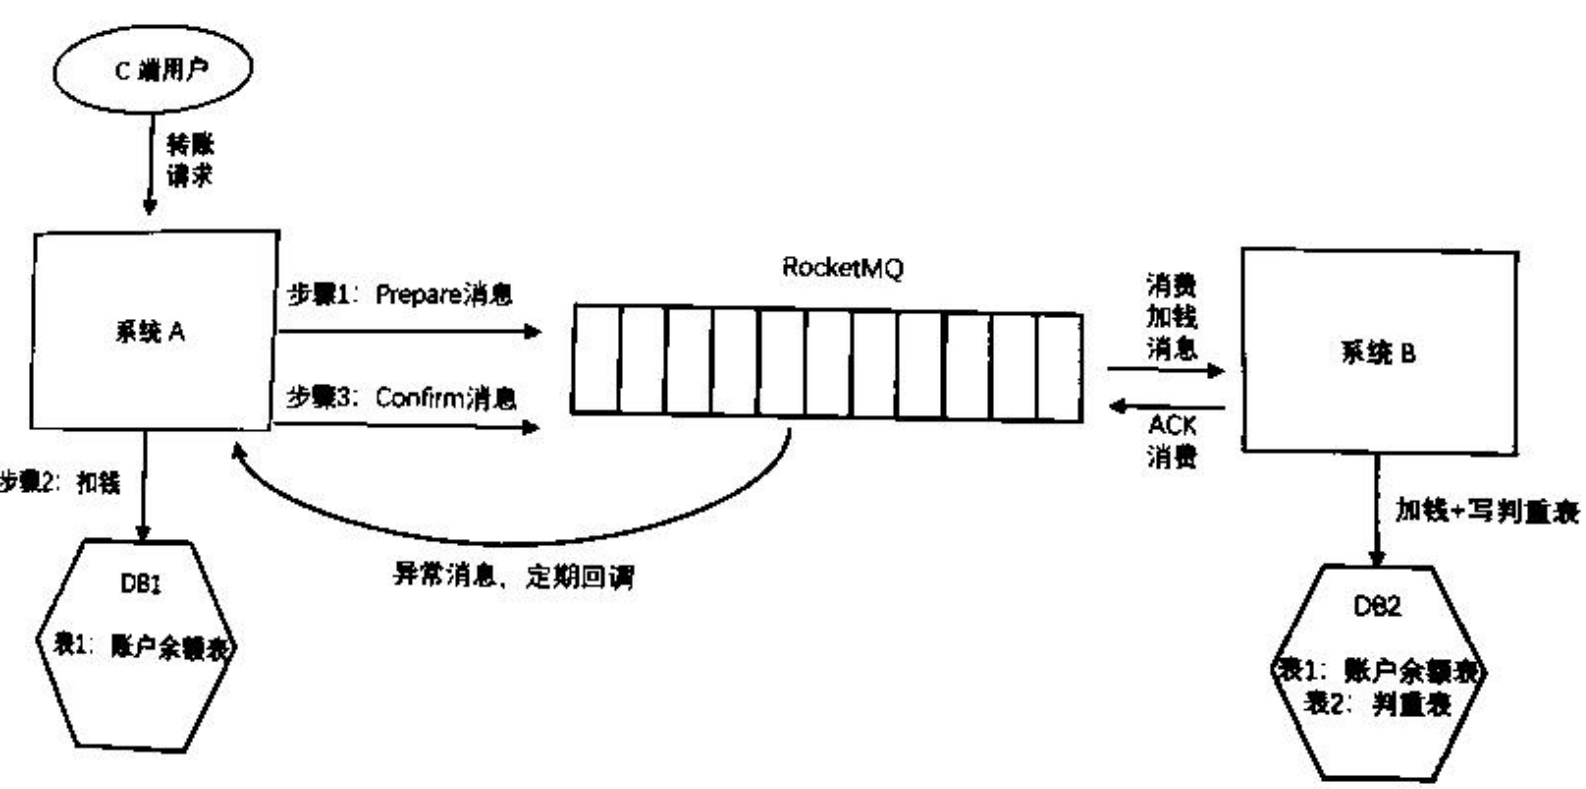 C 端用户
转账
请求
系统 A
步骤1：Prepare消息
步骤3：Confirm消息
RocketMQ
消费
加钱
消息
ACK
消费
系统 B
步骤2：扣钱
异常消息，定期回调
加钱+写判重表
DB1
表1：账户余额表
DB2
表1：账户余额表
表2：判重表